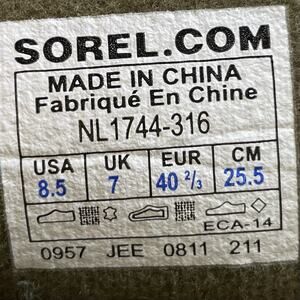 SOREL.COM
MADE IN CHINA
Fabriqué En Chine
NL1744-316
USA UK EUR CM
8.5 7 40 2/3 25.5
ECA-14
0957 JEE 0811 211